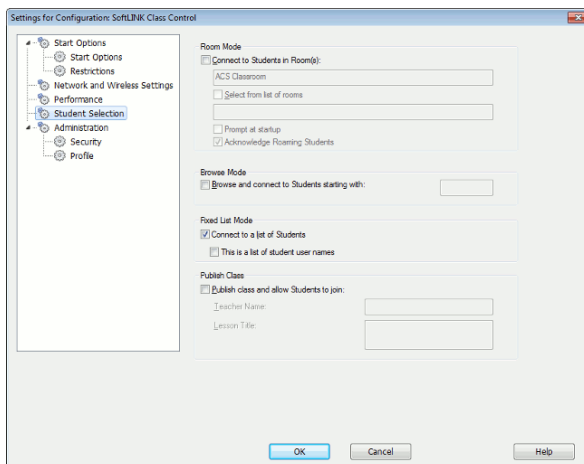 Settings for Configuration: SoftLINK Class Control
Start Options
Start Options
Restrictions
Network and Wireless Settings
Performance
Student Selection
Administration
Security
Profile
Room Mode
Connect to Students in Room(s):
ACS Classroom
Select from list of rooms
Prompt at startup
Acknowledge Roaming Students
Browse Mode
Browse and connect to Students starting with:
Fixed List Mode
Connect to a list of Students
This is a list of student user names
Publish Class
Publish class and allow Students to join:
Teacher Name:
Lesson Title:
OK Cancel Help